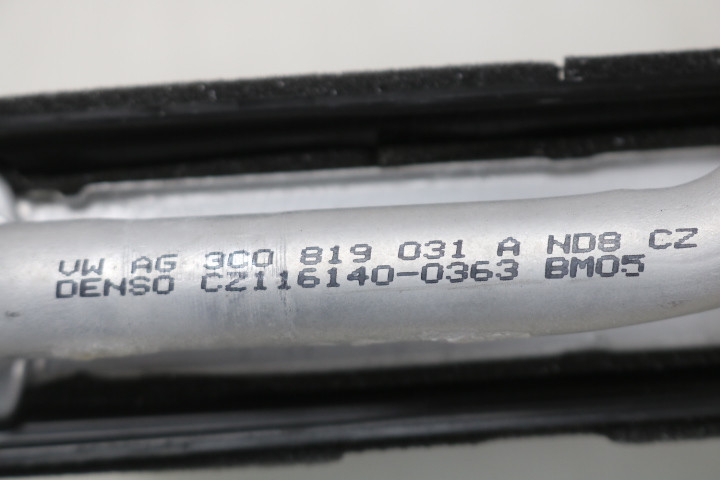 VW AG 3C0 819 031 A ND8 CZ
DENSO CZ116140-0363 BM05